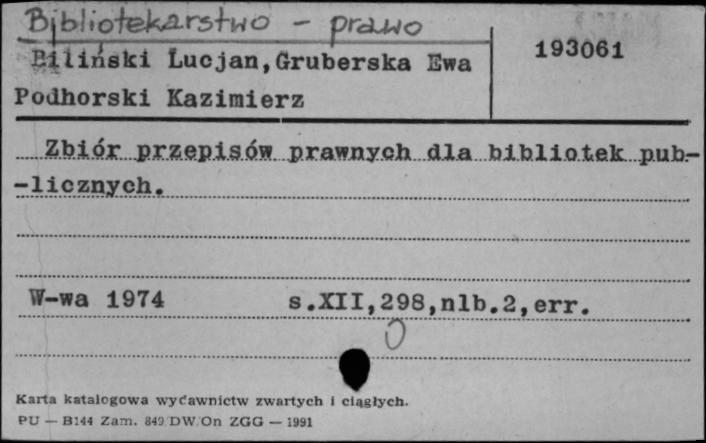 Bibliotekarstwo - prawo
Biliński Lucjan,Gruberska Ewa
193061
Podhorski Kazimierz
Zbiór przepisów prawnych dla bibliotek pub-
-licznych.
W-wa 1974 s.XII,298,nlb.2,err.
0
Karta katalogowa wydawnictw zwartych i ciągłych.
PU — B144 Zam. 849 DW/On ZGG — 1991